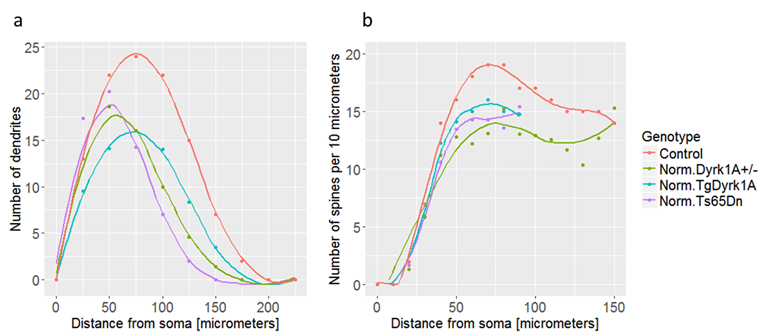 a
b
25
20
15
10
5
0
Number of dendrites
0
50
100
150
200
Distance from soma [micrometers]
20
15
10
5
0
Number of spines per 10 micrometers
0
50
100
150
Distance from soma [micromerers]
Genotype
Control
Norm.Dyrk1A+/-
Norm.TgDyrk1A
Norm.Ts65Dn